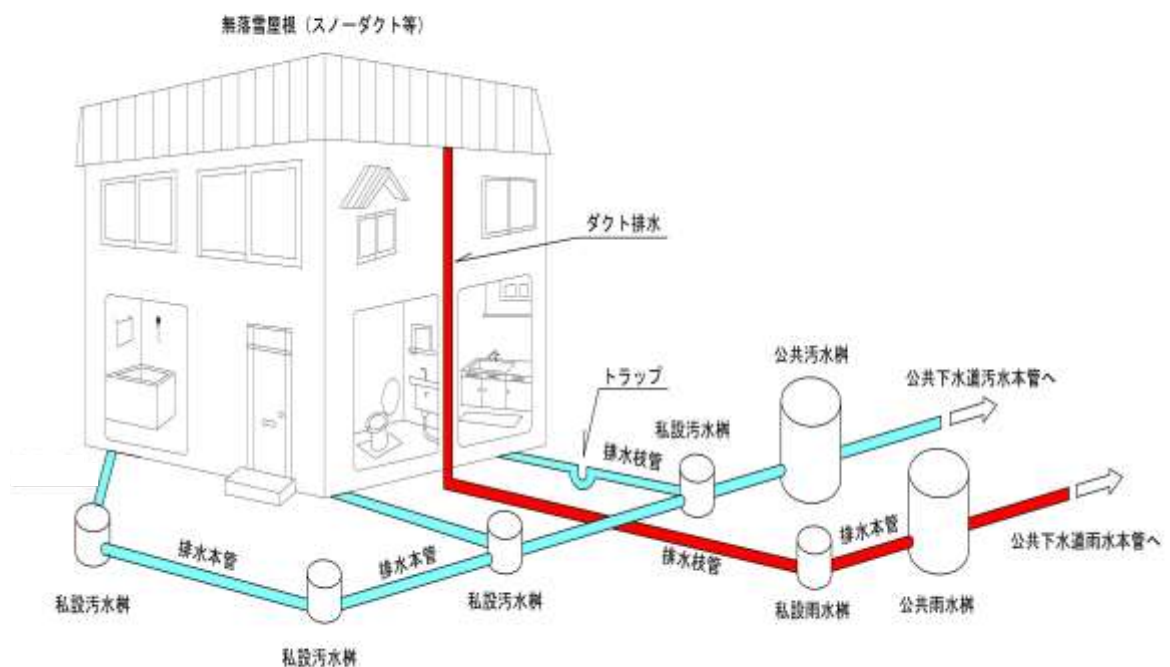 無落雪屋根（スノーダクト等）
ダクト排水
公共汚水桝
公共下水道汚水本管へ
トラップ
私設汚水桝
排水枝管
公共下水道雨水本管へ
排水本管
排水枝管
排水本管
排水本管
私設汚水桝
私設汚水桝
私設汚水桝
私設雨水桝
公共雨水桝